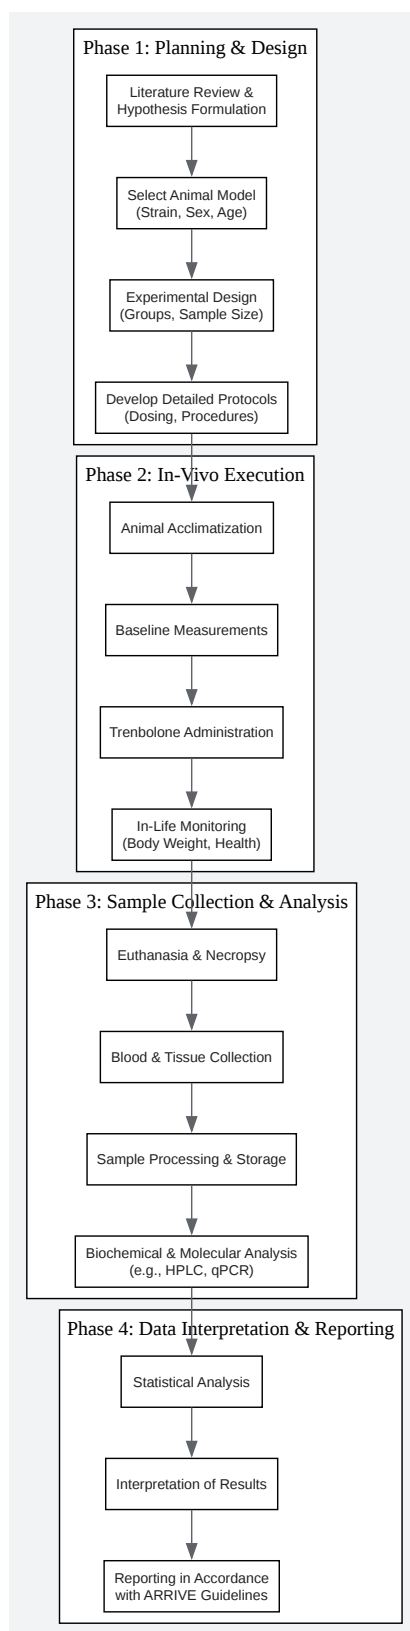 Phase 1: Planning & Design
Literature Review &
Hypothesis Formulation
Select Animal Model
(Strain, Sex, Age)
Experimental Design
(Groups, Sample Size)
Develop Detailed Protocols
(Dosing, Procedures)
Phase 2: In-Vivo Execution
Animal Acclimatization
Baseline Measurements
Trenbolone Administration
In-Life Monitoring
(Body Weight, Health)
Phase 3: Sample Collection & Analysis
Euthanasia & Necropsy
Blood & Tissue Collection
Sample Processing & Storage
Biochemical & Molecular Analysis
(e.g., HPLC, qPCR)
Phase 4: Data Interpretation & Reporting
Statistical Analysis
Interpretation of Results
Reporting in Accordance
with ARRIVE Guidelines